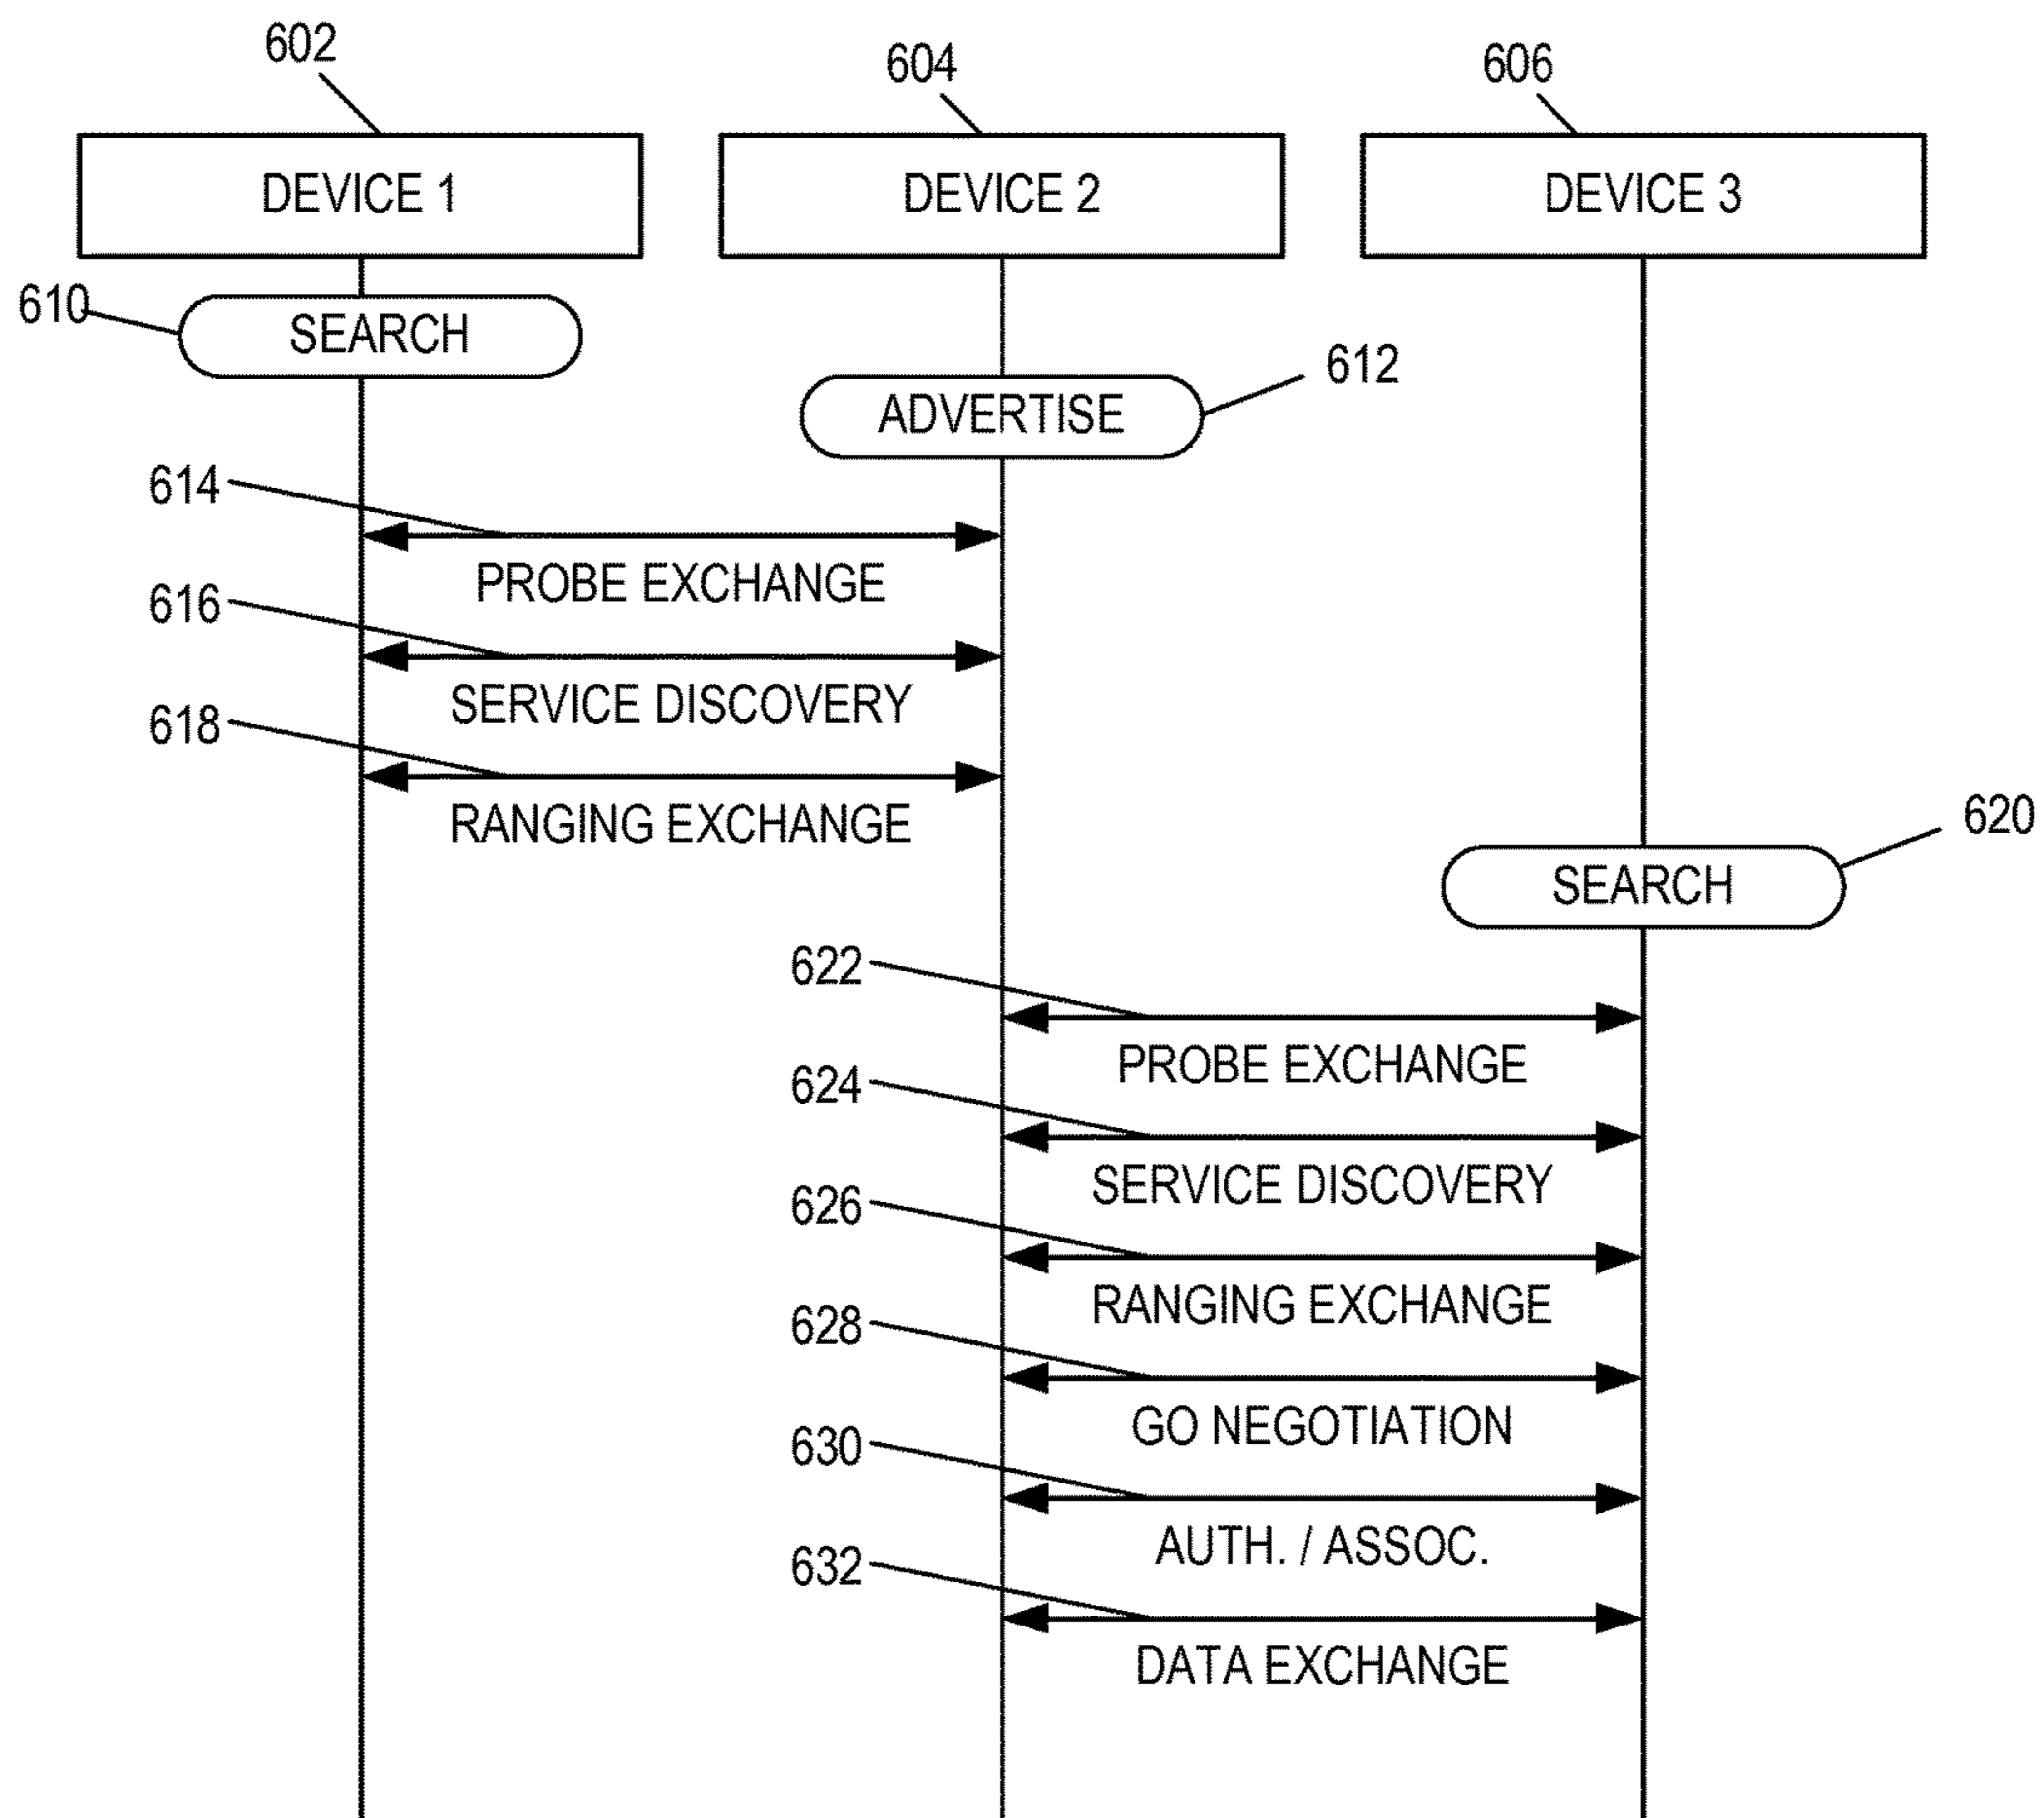 602
604
606
DEVICE 1
DEVICE 2
DEVICE 3
610
SEARCH
612
ADVERTISE
614
PROBE EXCHANGE
616
SERVICE DISCOVERY
618
RANGING EXCHANGE
620
SEARCH
622
PROBE EXCHANGE
624
SERVICE DISCOVERY
626
RANGING EXCHANGE
628
GO NEGOTIATION
630
AUTH. / ASSOC.
632
DATA EXCHANGE